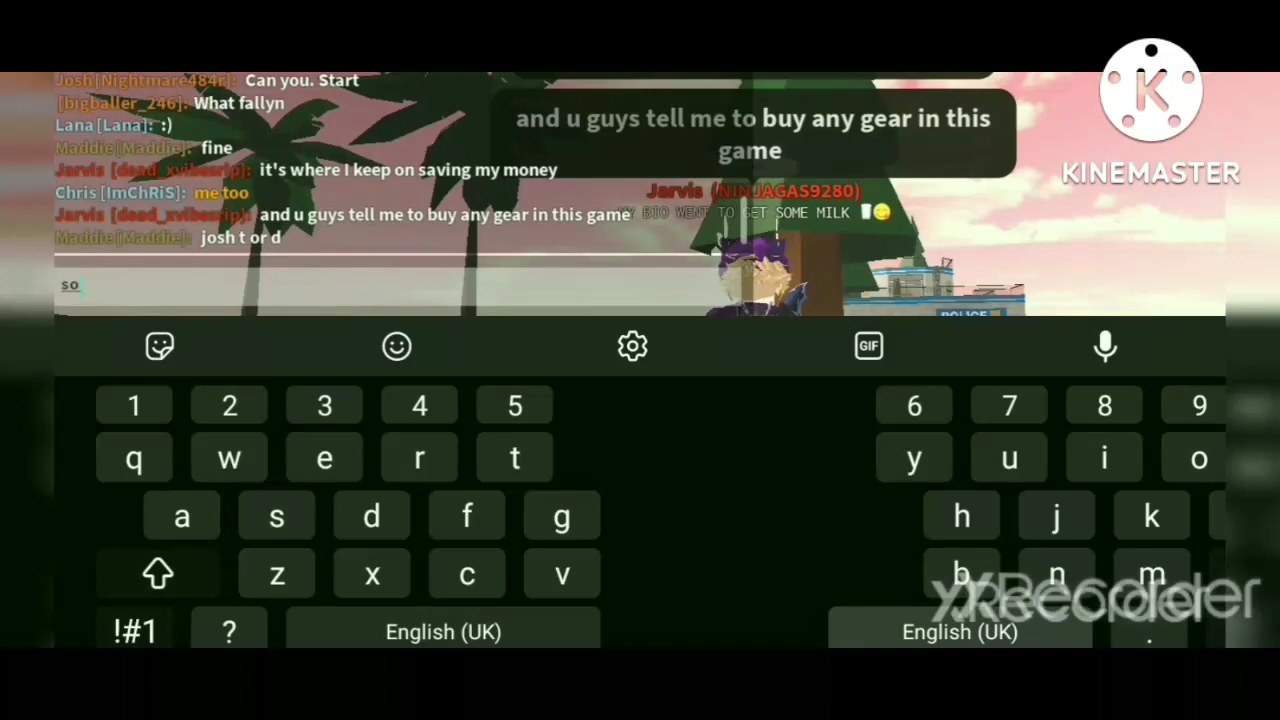 Josh[Nightmare484r]: Can you. Start
[bigballer_246]: What fallyn
Lana[Lana]: :)
Maddie[Maddie]: fine
Jarvis [dead_xvibesrip]: it's where I keep on saving my money
Chris[ImChRiS]: me too
Jarvis [dead_xvibesrip]: and u guys tell me to buy any gear in this game
Maddie[Maddie]: josh t or d
so
and u guys tell me to buy any gear in this
game
Jarvis (NINJAGAS9280)
MY BIO WENT TO GET SOME MILK 🥛😋
POLICE
KINEMASTER
GIF
1 2 3 4 5 6 7 8 9
q w e r t y u i o
a s d f g h j k
z x c v b n m
!#1 ? English (UK) English (UK) .
XRecorder